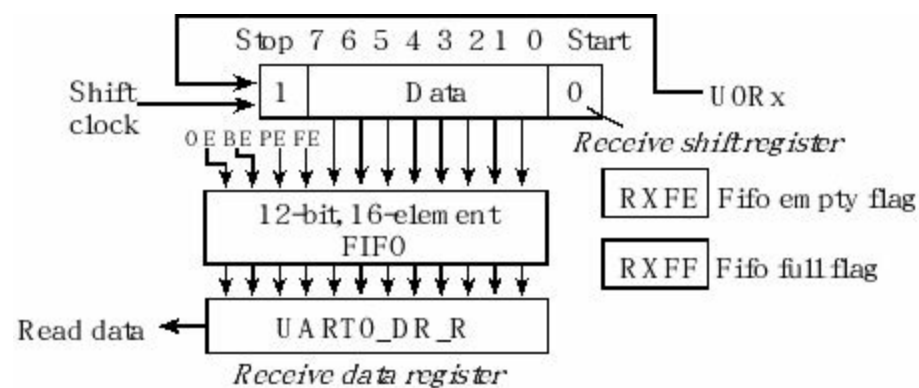 Stop 7 6 5 4 3 2 1 0 Start
Shift clock
1 Data 0
U0Rx
OE BE PE FE
Receive shift register
12-bit, 16-element
FIFO
RXFE Fifo empty flag
RXFF Fifo full flag
Read data
UART0_DR_R
Receive data register